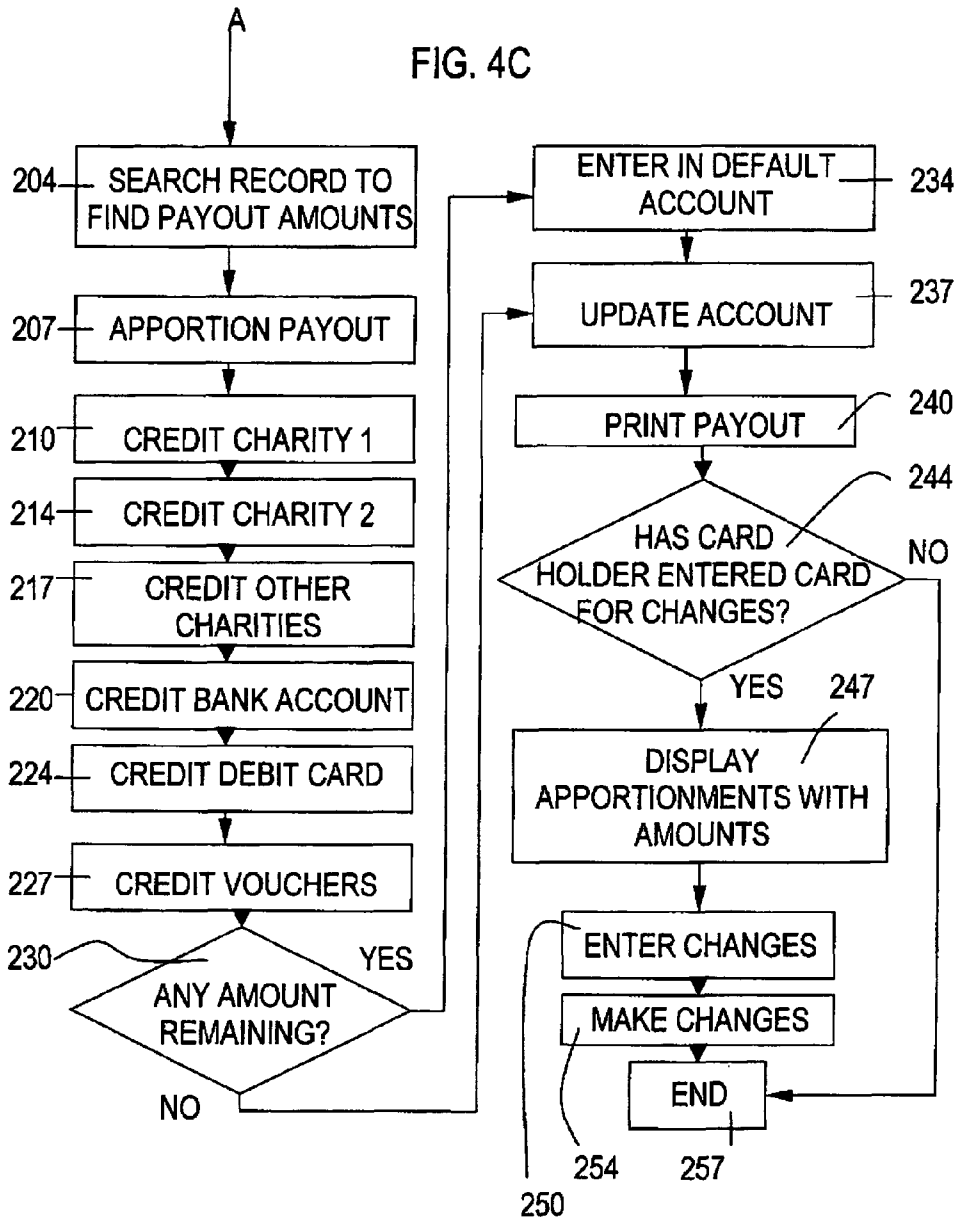 A
FIG. 4C
204
SEARCH RECORD TO
FIND PAYOUT AMOUNTS
207
APPORTION PAYOUT
210
CREDIT CHARITY 1
214
CREDIT CHARITY 2
217
CREDIT OTHER
CHARITIES
220
CREDIT BANK ACCOUNT
224
CREDIT DEBIT CARD
227
CREDIT VOUCHERS
230
YES
ANY AMOUNT
REMAINING?
NO
ENTER IN DEFAULT
ACCOUNT
234
UPDATE ACCOUNT
237
PRINT PAYOUT
240
244
HAS CARD
HOLDER ENTERED CARD
FOR CHANGES?
NO
YES
247
DISPLAY
APPORTIONMENTS WITH
AMOUNTS
ENTER CHANGES
250
MAKE CHANGES
254
END
257